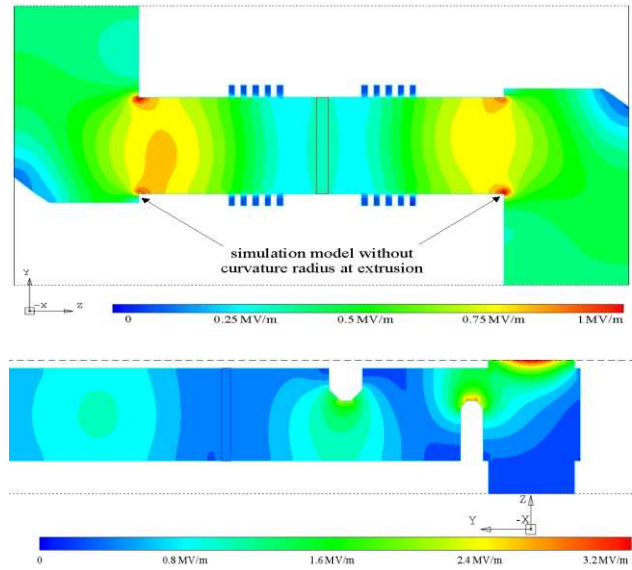 simulation model without
curvature radius at extrusion
Y
-X Z
0 0.25 MV/m 0.5 MV/m 0.75 MV/m 1 MV/m
Z
Y -X
0 0.8 MV/m 1.6 MV/m 2.4 MV/m 3.2 MV/m